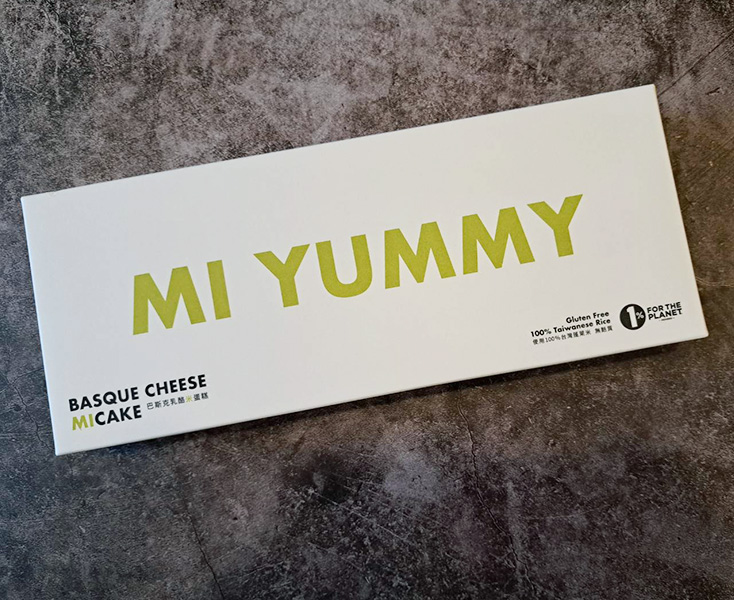 MI YUMMY
BASQUE CHEESE
MICAKE 巴斯克乳酪米蛋糕
Gluten Free
100% Taiwanese Rice
使用100%台灣蓬萊米 無麩質
1% FOR THE
PLANET